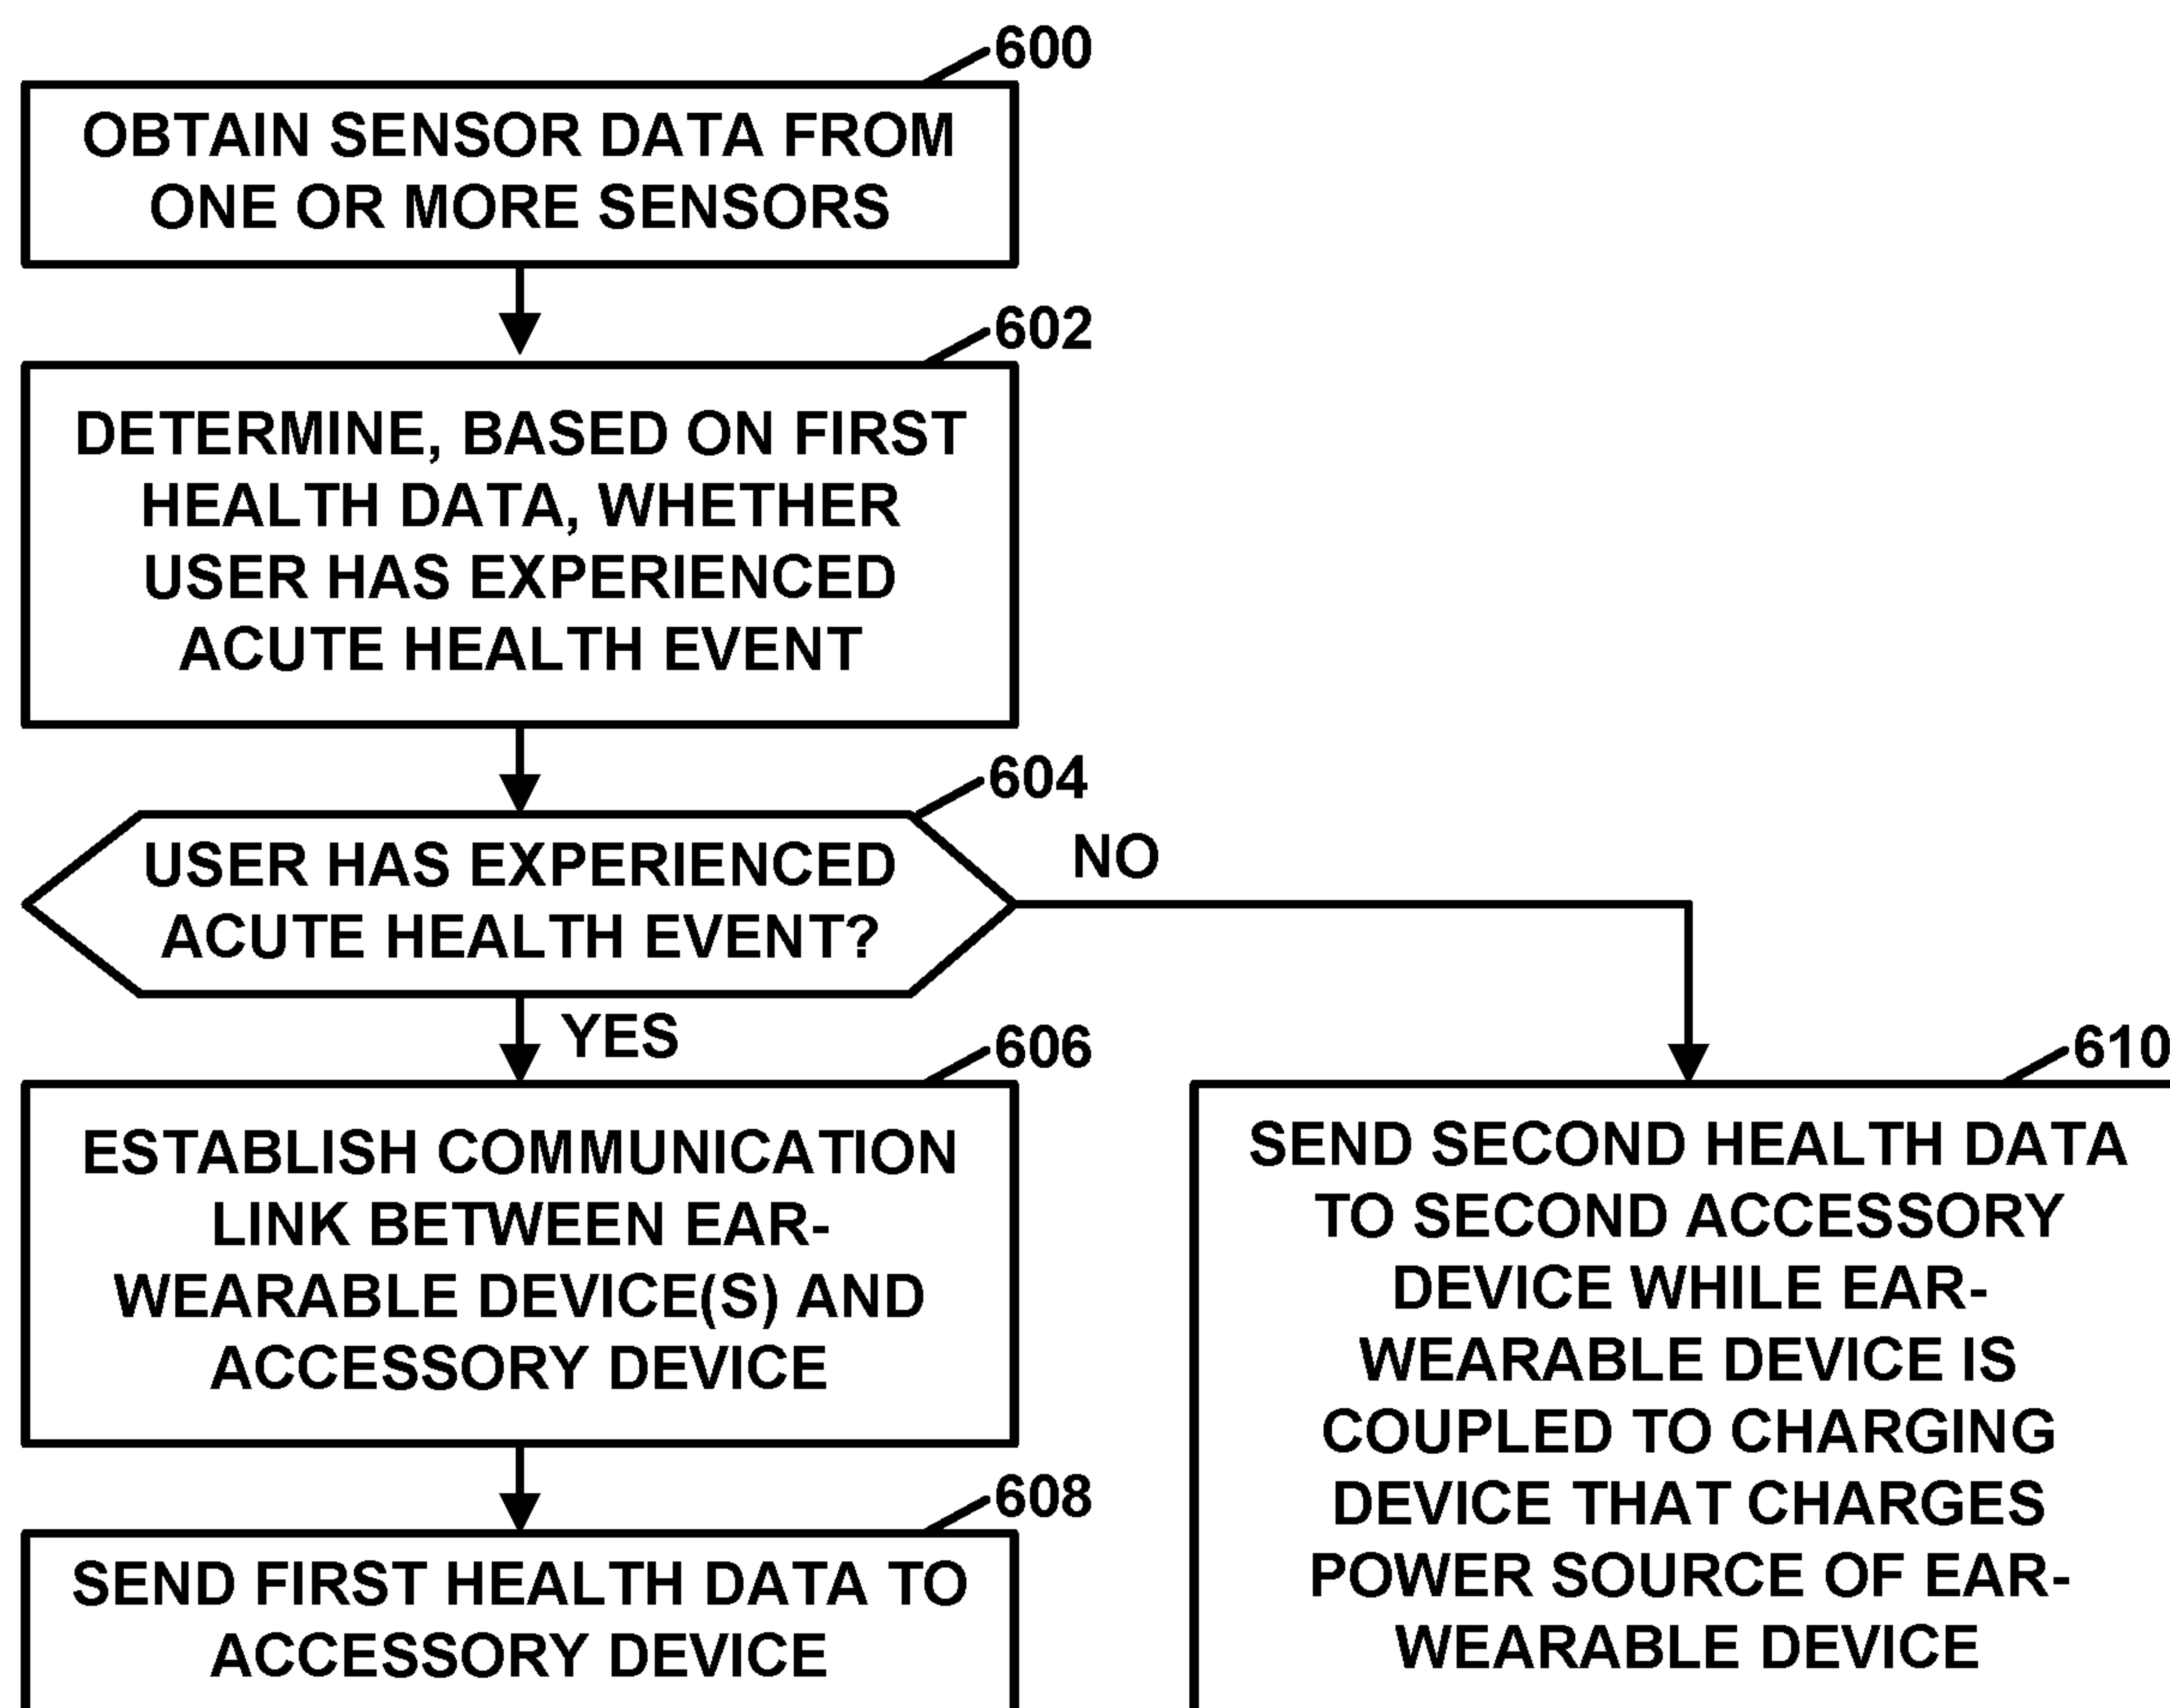 600
OBTAIN SENSOR DATA FROM
ONE OR MORE SENSORS
602
DETERMINE, BASED ON FIRST
HEALTH DATA, WHETHER
USER HAS EXPERIENCED
ACUTE HEALTH EVENT
604
USER HAS EXPERIENCED
ACUTE HEALTH EVENT?
NO
YES
606
ESTABLISH COMMUNICATION
LINK BETWEEN EAR-
WEARABLE DEVICE(S) AND
ACCESSORY DEVICE
608
SEND FIRST HEALTH DATA TO
ACCESSORY DEVICE
610
SEND SECOND HEALTH DATA
TO SECOND ACCESSORY
DEVICE WHILE EAR-
WEARABLE DEVICE IS
COUPLED TO CHARGING
DEVICE THAT CHARGES
POWER SOURCE OF EAR-
WEARABLE DEVICE